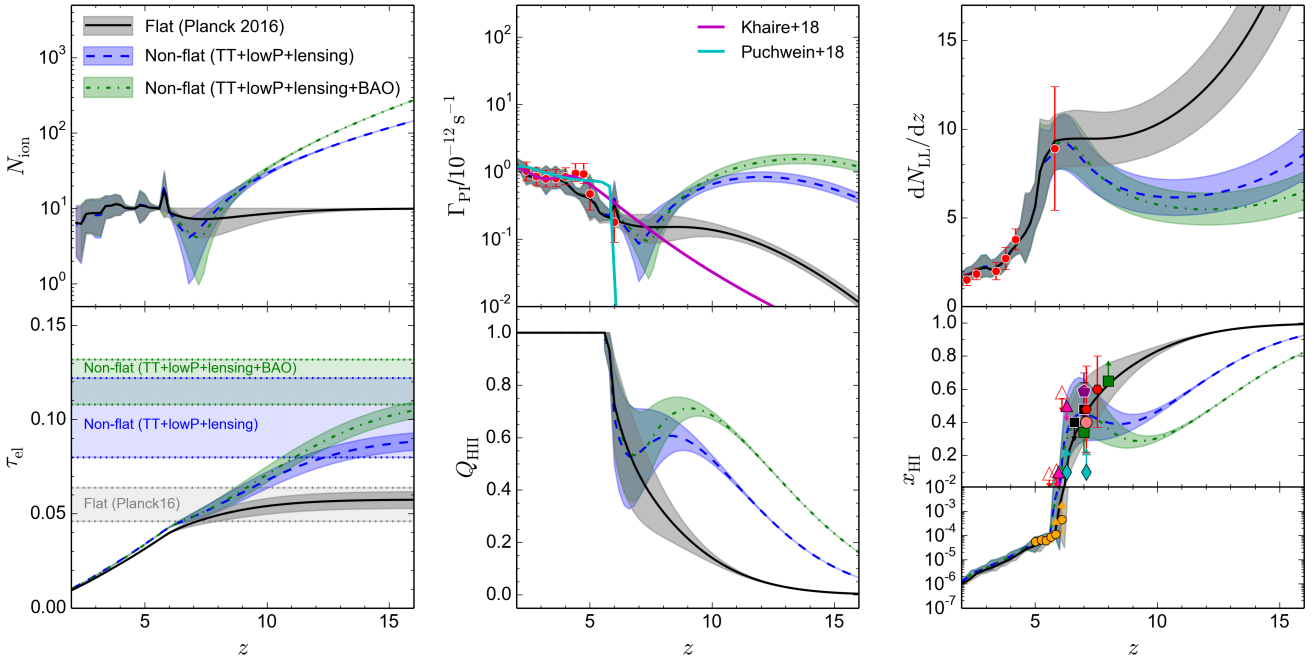 Flat (Planck 2016)
Non-flat (TT+lowP+lensing)
Non-flat (TT+lowP+lensing+BAO)
N_ion
10^3
10^2
10^1
10^0
Khaire+18
Puchwein+18
Γ_PI/10^−12 s^−1
10^2
10^1
10^0
10^−1
10^−2
dN_LL/dz
15
10
5
0
τ_el
0.15
0.10
0.05
0.00
Non-flat (TT+lowP+lensing+BAO)
Non-flat (TT+lowP+lensing)
Flat (Planck16)
5 10 15
z
Q_HII
1.0
0.8
0.6
0.4
0.2
0.0
5 10 15
z
x_HI
1.0
0.8
0.6
0.4
0.2
10^−2
10^−3
10^−4
10^−5
10^−6
10^−7
5 10 15
z